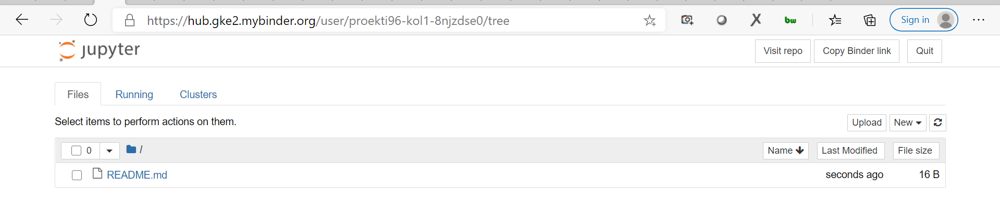 https://hub.gke2.mybinder.org/user/proekti96-kol1-8njzdse0/tree
X
bw
Sign in
jupyter
Visit repo Copy Binder link Quit
Files Running Clusters
Select items to perform actions on them.
Upload New
0 / Name Last Modified File size
README.md seconds ago 16 B